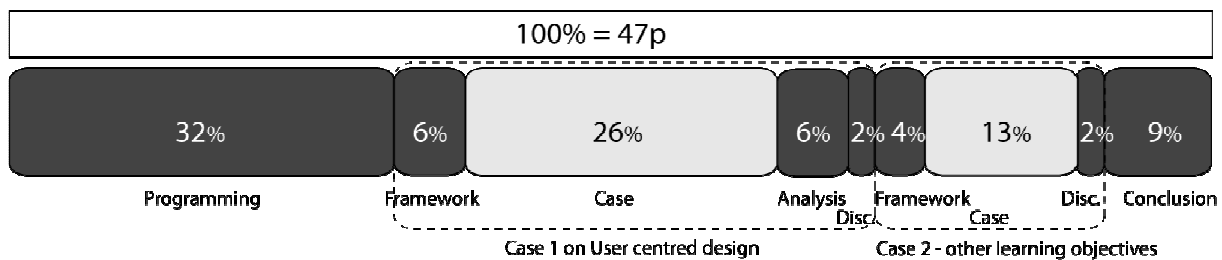 100% = 47p
32% 6% 26% 6% 2% 4% 13% 2% 9%
Programming Framework Case Analysis Framework Disc. Conclusion
Disc. Case
Case 1 on User centred design Case 2 - other learning objectives